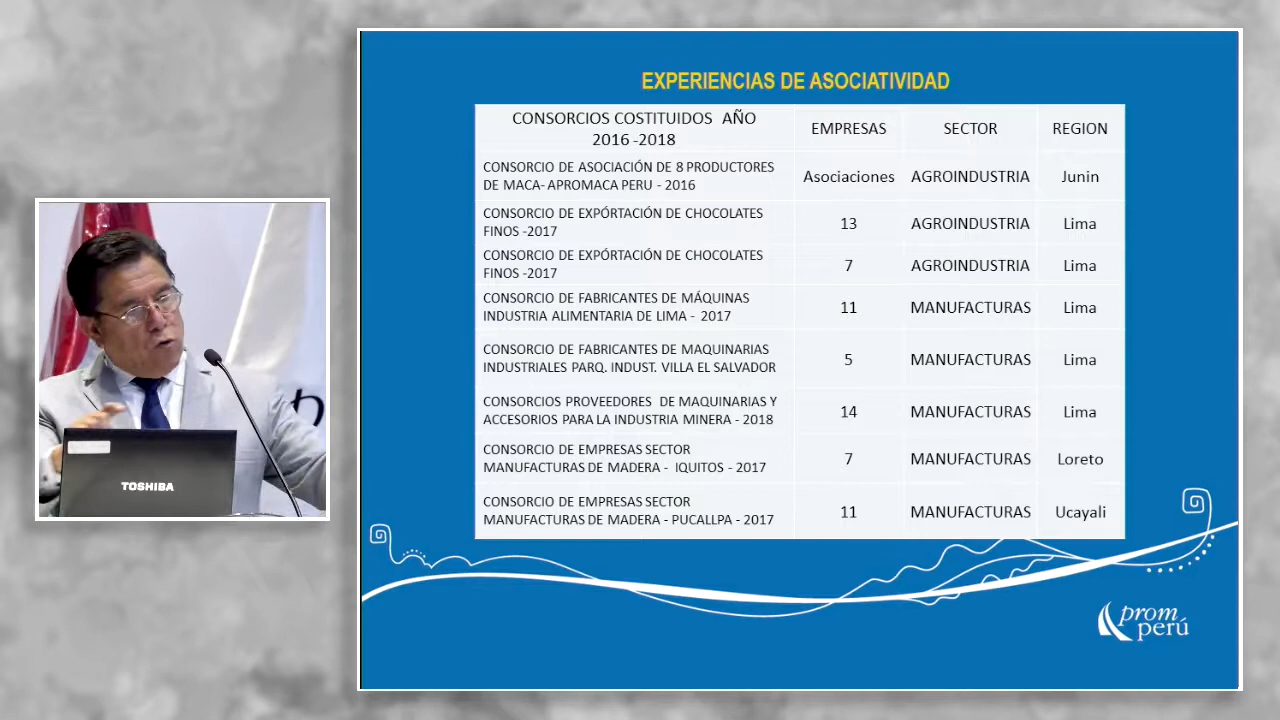 EXPERIENCIAS DE ASOCIATIVIDAD
CONSORCIOS COSTITUIDOS AÑO
2016 -2018
EMPRESAS
SECTOR
REGION
CONSORCIO DE ASOCIACIÓN DE 8 PRODUCTORES
DE MACA- APROMACA PERU - 2016
Asociaciones
AGROINDUSTRIA
Junin
CONSORCIO DE EXPÓRTACIÓN DE CHOCOLATES
FINOS -2017
13
AGROINDUSTRIA
Lima
CONSORCIO DE EXPÓRTACIÓN DE CHOCOLATES
FINOS -2017
7
AGROINDUSTRIA
Lima
CONSORCIO DE FABRICANTES DE MÁQUINAS
INDUSTRIA ALIMENTARIA DE LIMA - 2017
11
MANUFACTURAS
Lima
CONSORCIO DE FABRICANTES DE MAQUINARIAS
INDUSTRIALES PARQ. INDUST. VILLA EL SALVADOR
5
MANUFACTURAS
Lima
CONSORCIOS PROVEEDORES DE MAQUINARIAS Y
ACCESORIOS PARA LA INDUSTRIA MINERA - 2018
14
MANUFACTURAS
Lima
CONSORCIO DE EMPRESAS SECTOR
MANUFACTURAS DE MADERA - IQUITOS - 2017
7
MANUFACTURAS
Loreto
CONSORCIO DE EMPRESAS SECTOR
MANUFACTURAS DE MADERA - PUCALLPA - 2017
11
MANUFACTURAS
Ucayali
prom
perú
TOSHIBA